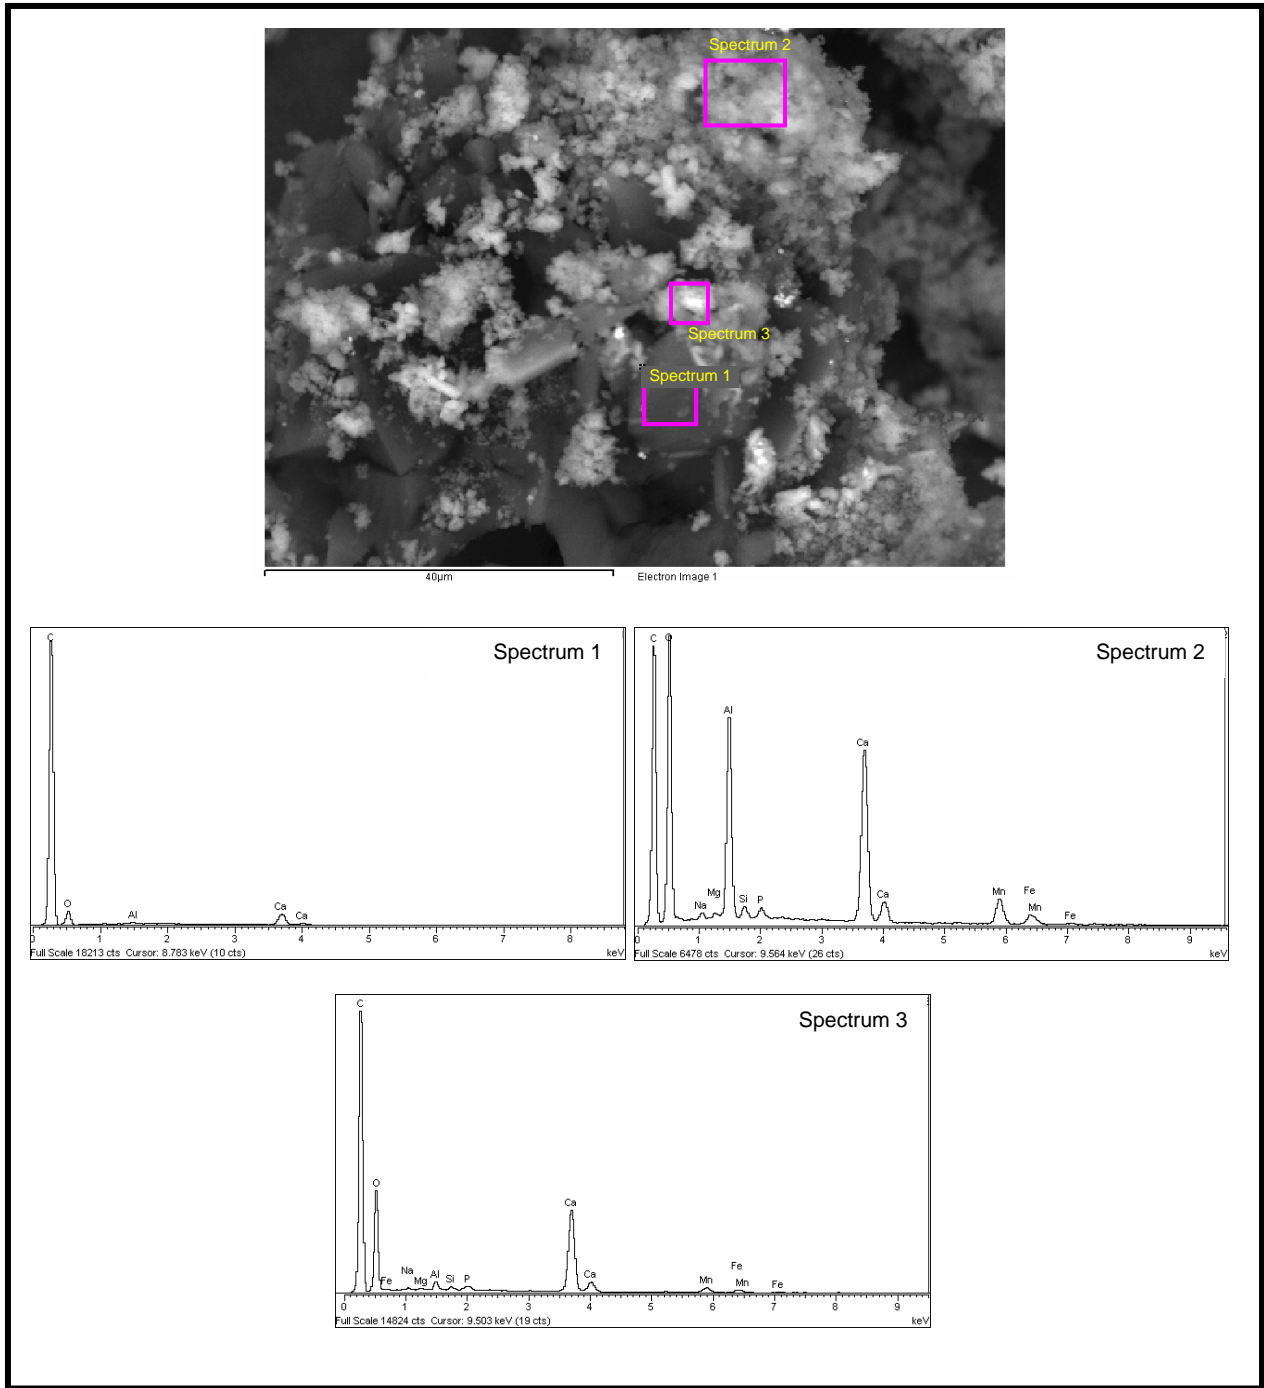 Spectrum 2
Spectrum 3
Spectrum 1
40µm
Electron Image 1
Spectrum 1
C
O
Al
Ca
Ca
0 1 2 3 4 5 6 7 8
Full Scale 18213 cts Cursor: 8.783 keV (10 cts)
keV
Spectrum 2
C
O
Al
Ca
Na
Mg
Si
P
Ca
Mn
Fe
Mn
Fe
0 1 2 3 4 5 6 7 8 9
Full Scale 6478 cts Cursor: 9.564 keV (26 cts)
keV
Spectrum 3
C
O
Fe
Na
Mg
Al
Si
P
Ca
Ca
Mn
Fe
Mn
Fe
0 1 2 3 4 5 6 7 8 9
Full Scale 14824 cts Cursor: 9.503 keV (19 cts)
keV